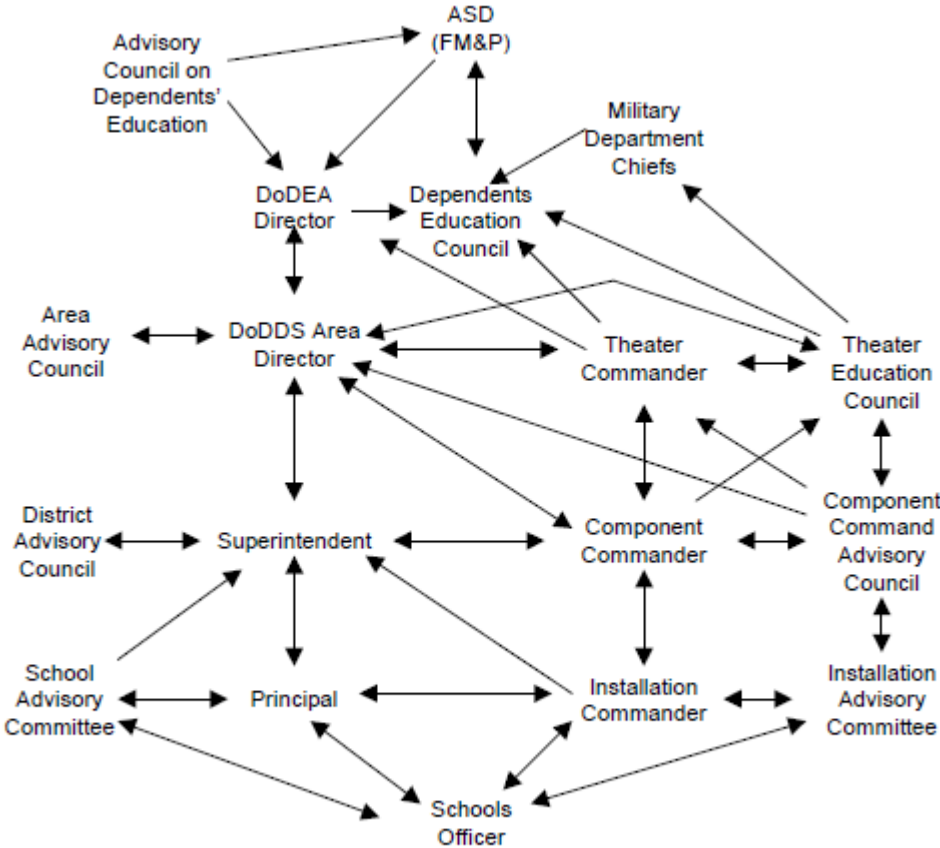 ASD
(FM&P)
Advisory
Council on
Dependents'
Education
Military
Department
Chiefs
DoDEA
Director
Dependents
Education
Council
Area
Advisory
Council
DoDDS Area
Director
Theater
Commander
Theater
Education
Council
District
Advisory
Council
Superintendent
Component
Commander
Component
Command
Advisory
Council
School
Advisory
Committee
Principal
Installation
Commander
Installation
Advisory
Committee
Schools
Officer